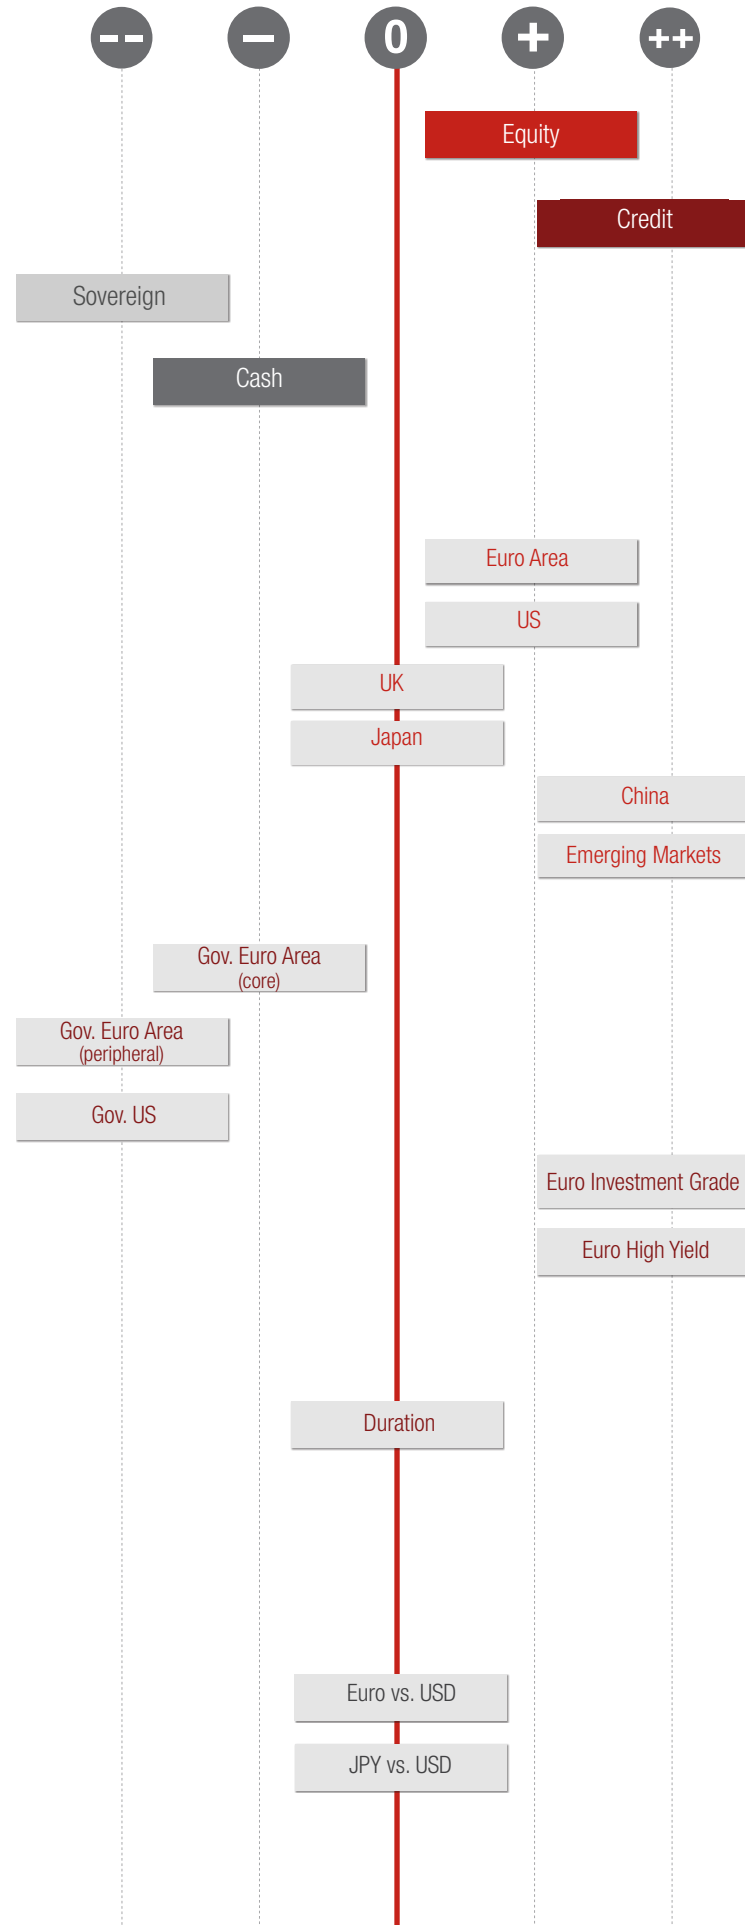 -- - 0 + ++
Equity
Credit
Sovereign
Cash
Euro Area
US
UK
Japan
China
Emerging Markets
Gov. Euro Area
(core)
Gov. Euro Area
(peripheral)
Gov. US
Euro Investment Grade
Euro High Yield
Duration
Euro vs. USD
JPY vs. USD